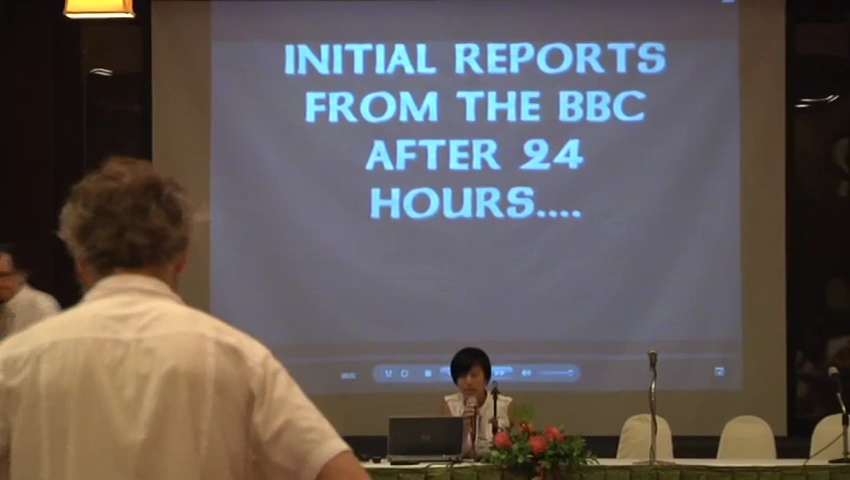 INITIAL REPORTS
FROM THE BBC
AFTER 24
HOURS....